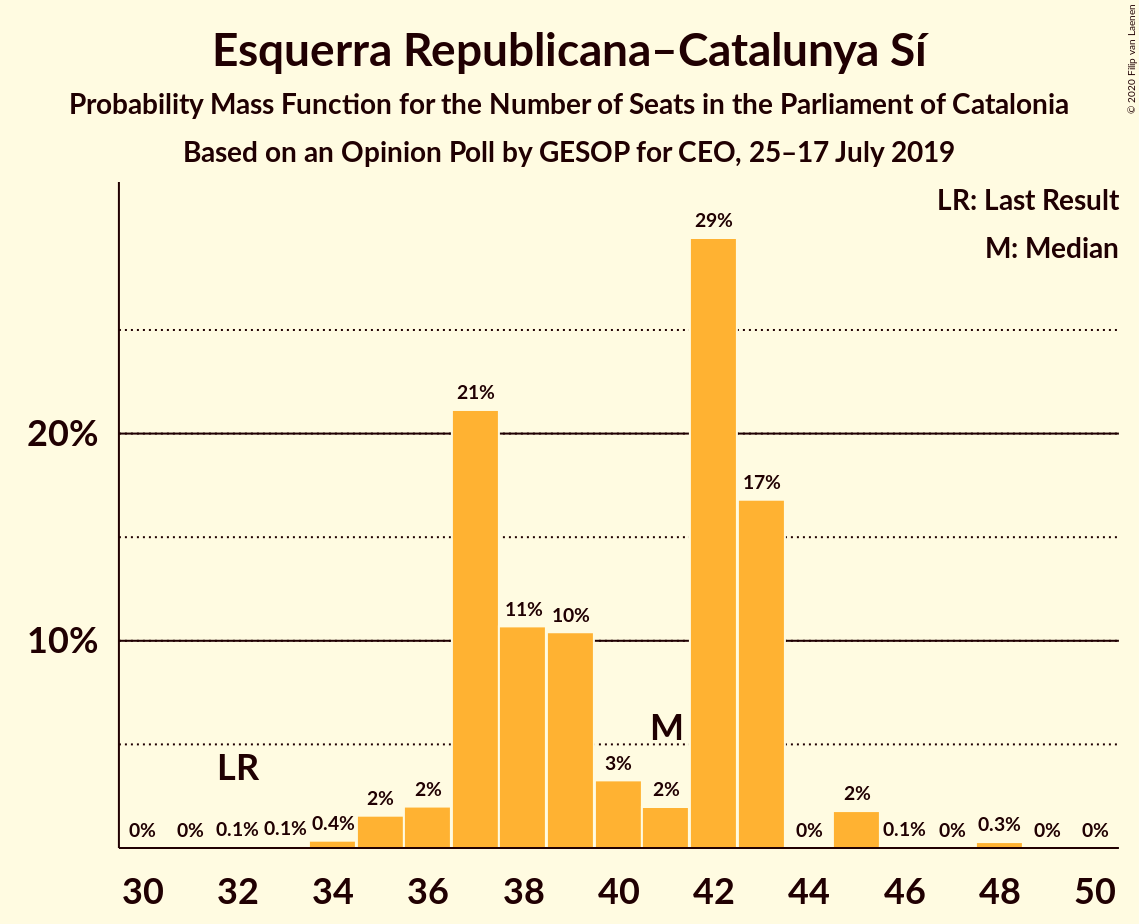 © 2020 Filip van Laenen
Esquerra Republicana–Catalunya Sí
Probability Mass Function for the Number of Seats in the Parliament of Catalonia
Based on an Opinion Poll by GESOP for CEO, 25–17 July 2019
LR: Last Result
M: Median
20%
10%
0% 0% 0.1% 0.1% 0.4% 2% 2% 21% 11% 10% 3% 2% 29% 17% 0% 2% 0.1% 0% 0.3% 0% 0%
LR M
30 32 34 36 38 40 42 44 46 48 50